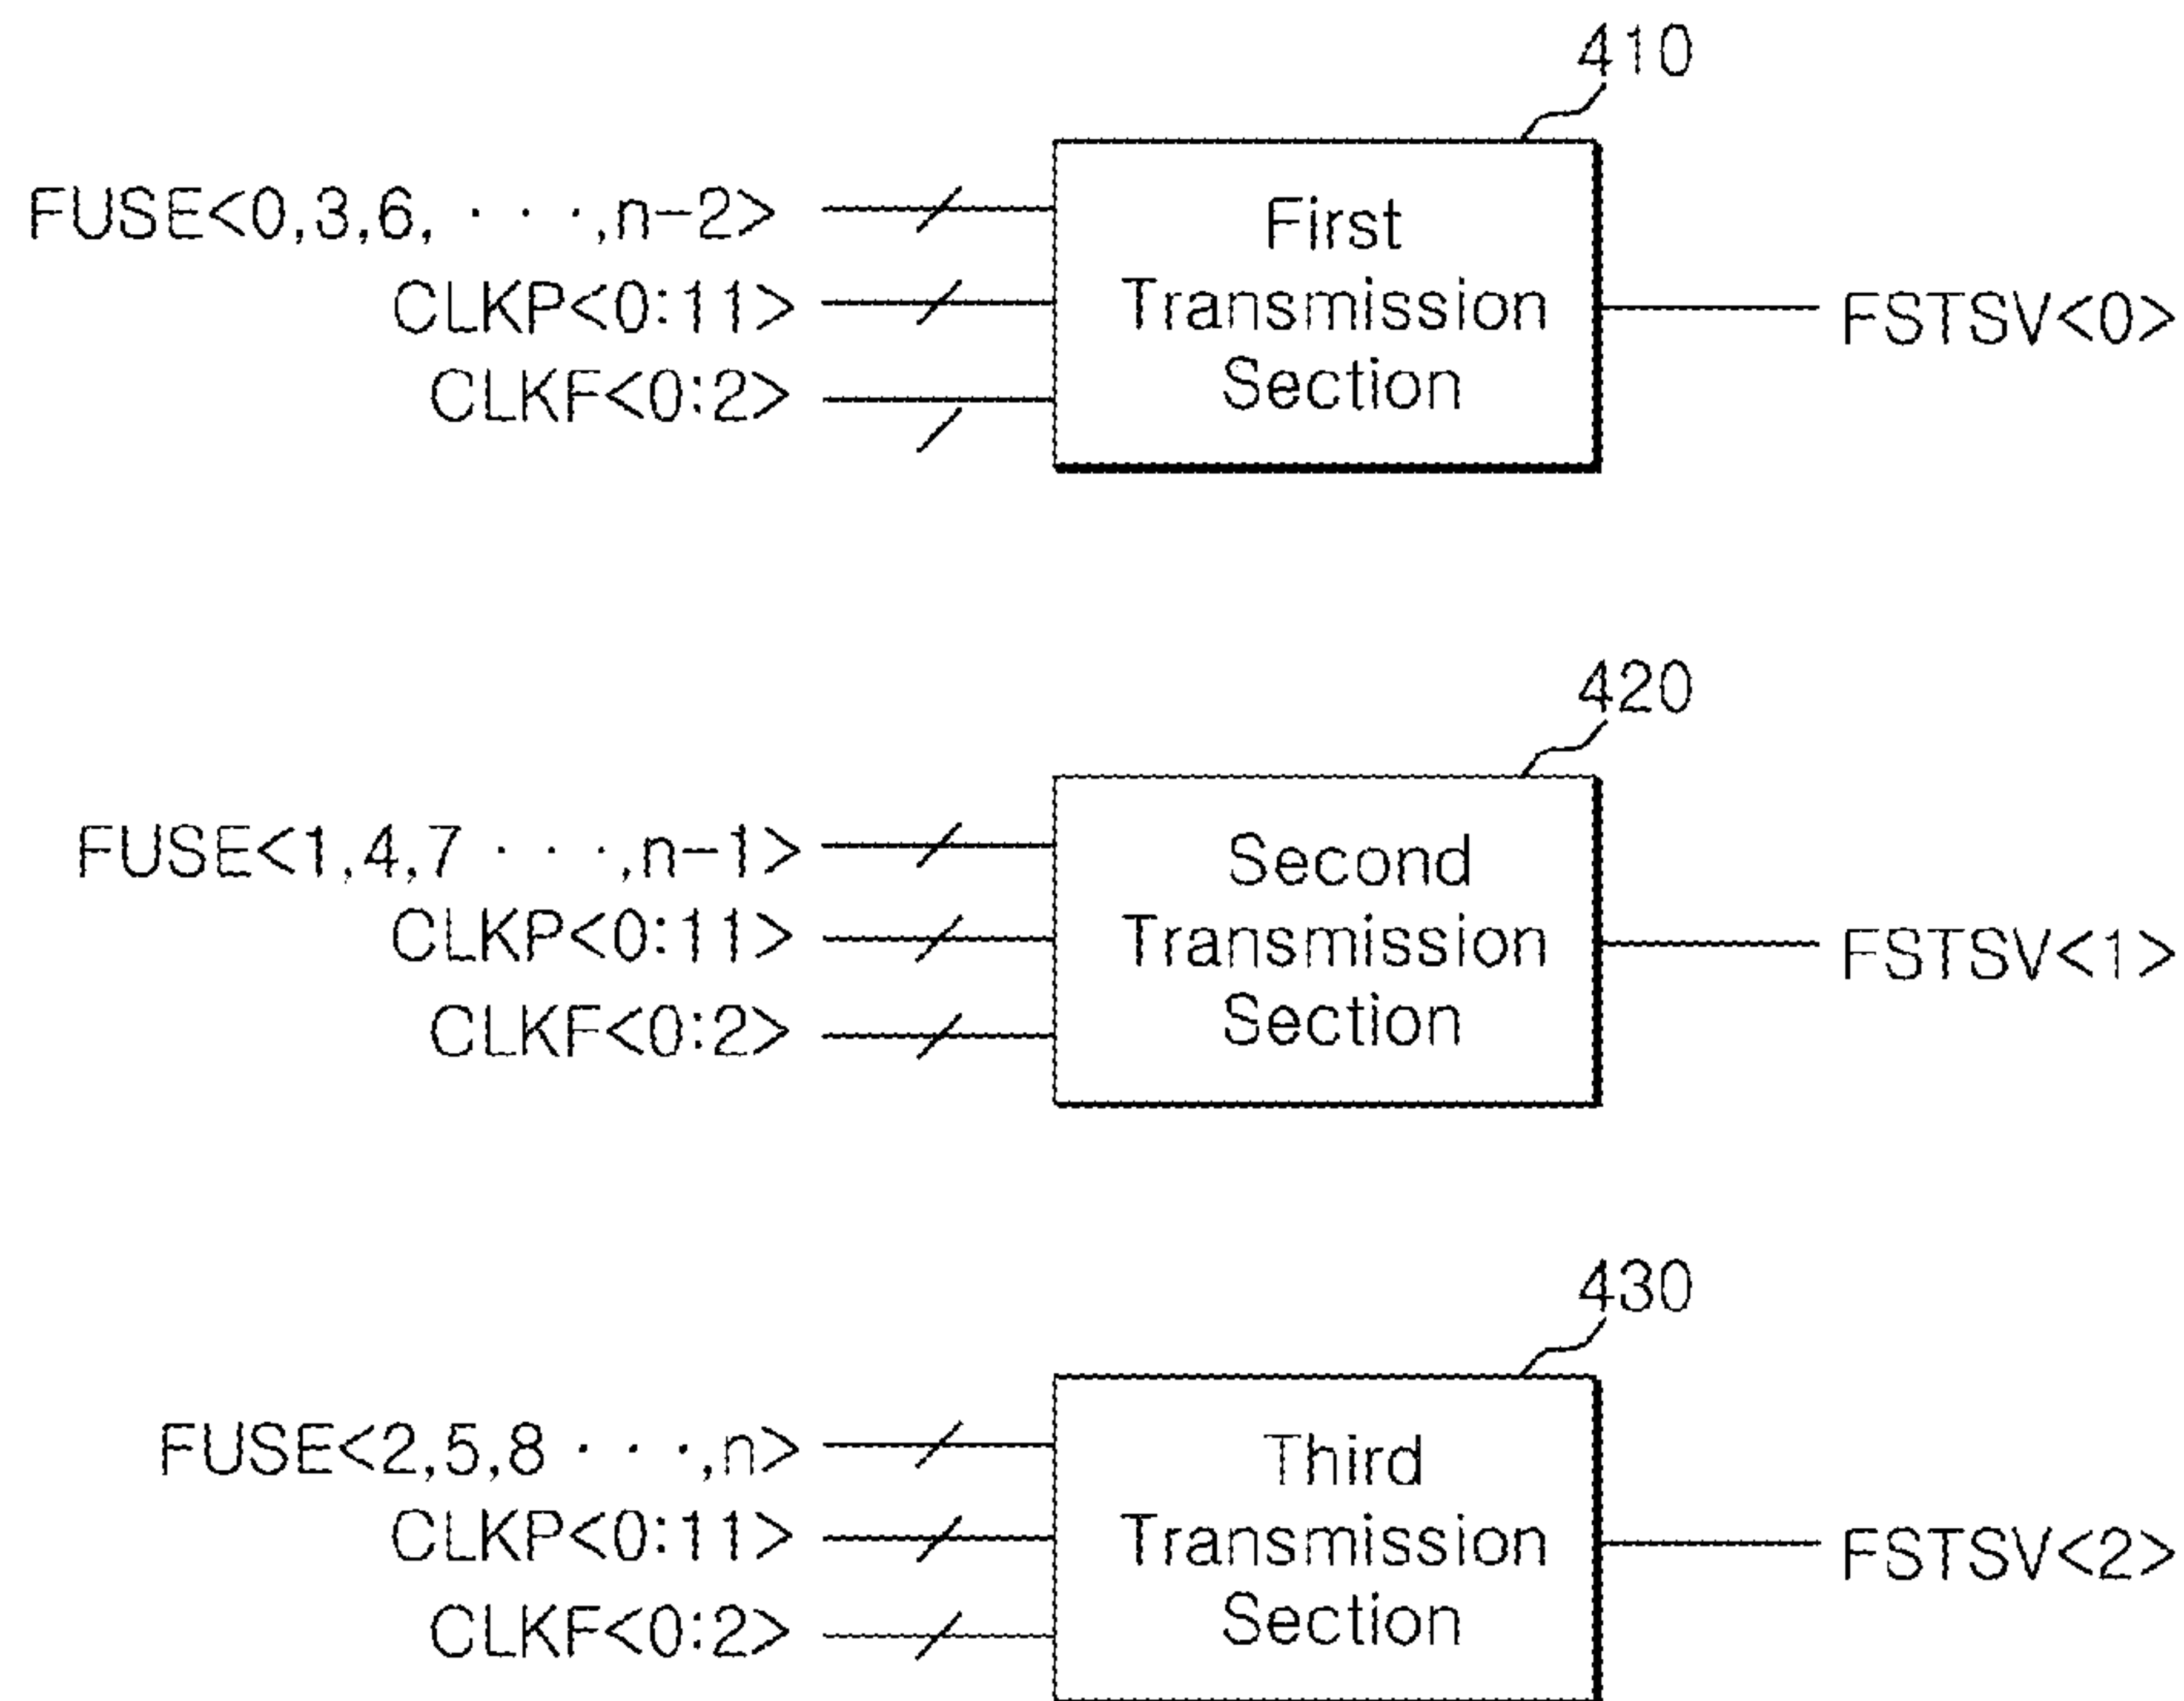 410
FUSE<0,3,6, · · ·,n-2>
CLKP<0:11>
CLKF<0:2>
First
Transmission
Section
FSTSV<0>
420
FUSE<1,4,7 · · ·,n-1>
CLKP<0:11>
CLKF<0:2>
Second
Transmission
Section
FSTSV<1>
430
FUSE<2,5,8 · · ·,n>
CLKP<0:11>
CLKF<0:2>
Third
Transmission
Section
FSTSV<2>